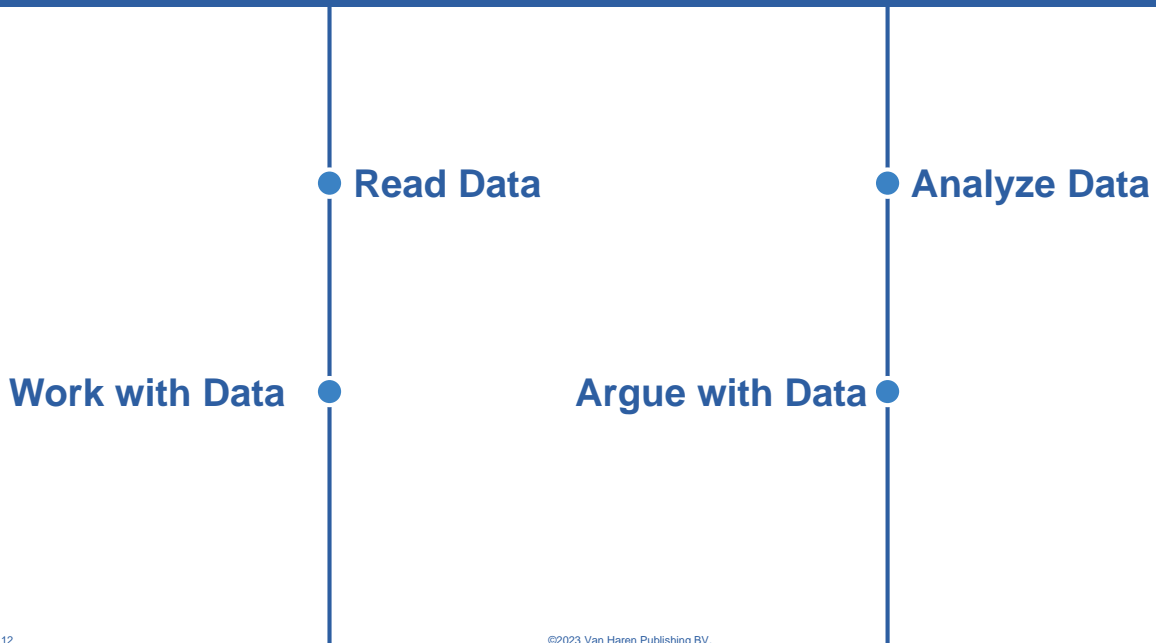 Read Data
Analyze Data
Work with Data
Argue with Data
12
©2023 Van Haren Publishing BV.